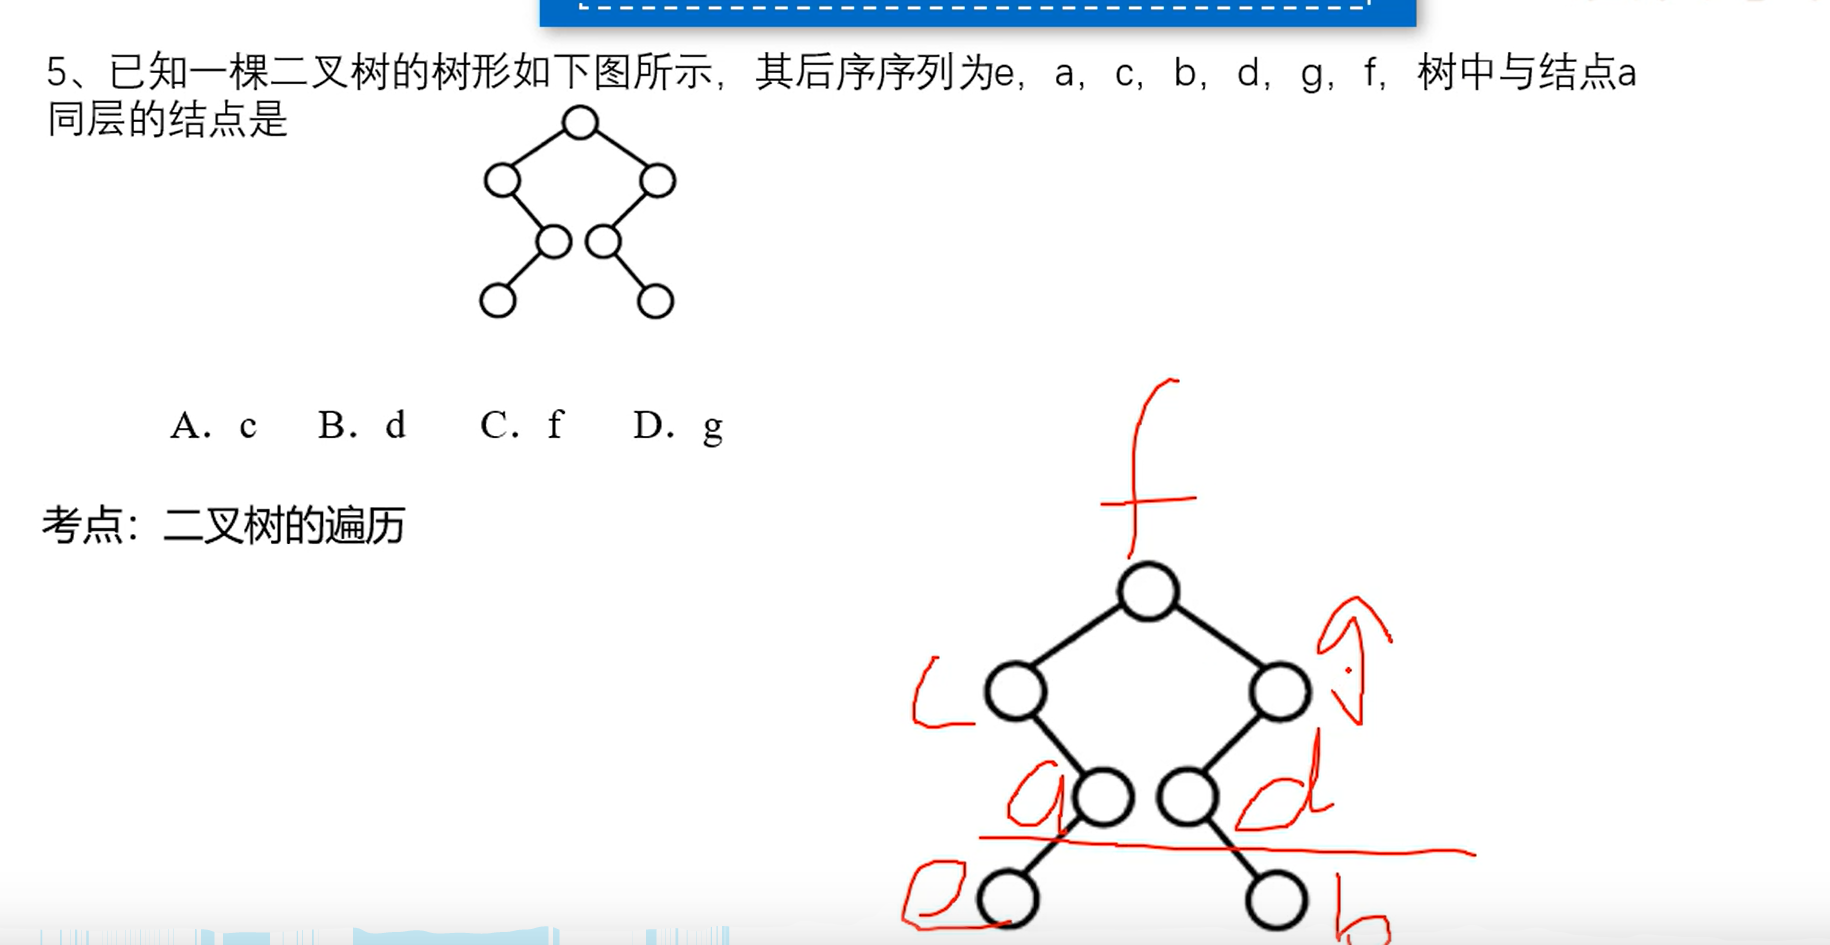 5、已知一棵二叉树的树形如下图所示，其后序序列为e，a，c，b，d，g，f，树中与结点a
同层的结点是
A. c B. d C. f D. g
考点：二叉树的遍历
f
c g
a d
e b